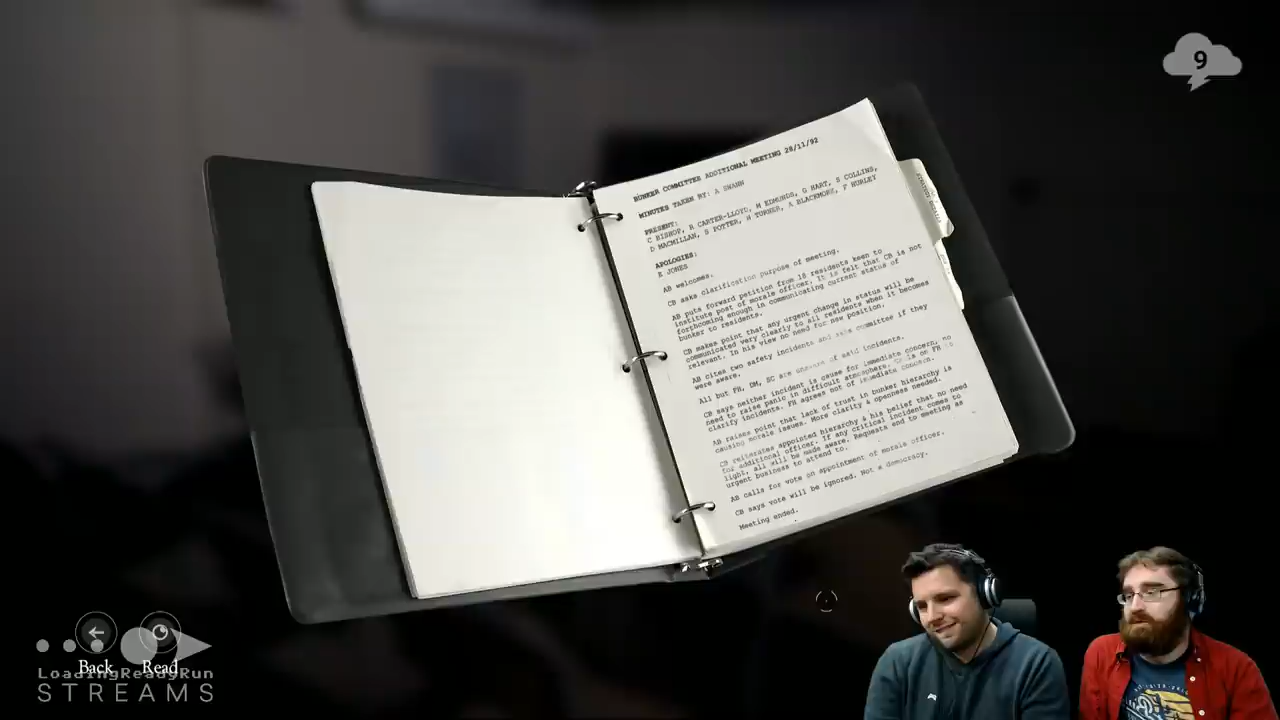 9
BUNKER COMMITTEE ADDITIONAL MEETING 28/11/92
MINUTES TAKEN BY: A SWANN
PRESENT:
C BISHOP, R CARTER-LLOYD, M EDMUNDS, G HART, S COLLINS,
D MACMILLAN, S POTTER, H TURNER, A BLACKMORE, F HURLEY
APOLOGIES:
E JONES
AB welcomes.
CB asks clarification purpose of meeting.
AB puts forward petition from 18 residents keen to
institute post of morale officer. It is felt that CB is not
forthcoming enough in communicating current status of
bunker to residents.
CB makes point that any urgent change in status will be
communicated very clearly to all residents when it becomes
relevant. In his view no need for new position.
AB cites two safety incidents and asks committee if they
were aware.
All but FH, DM, SC are unaware of said incidents.
CB says neither incident is cause for immediate concern, no
need to raise panic in difficult atmosphere. on FH to
clarify incidents. FH agrees not of immediate concern.
AB raises point that lack of trust in bunker hierarchy is
causing morale issues. More clarity & openness needed.
CB reiterates appointed hierarchy & his belief that no need
for additional officer. If any critical incident comes to
light, all will be made aware. Requests end to meeting as
urgent business to attend to.
AB calls for vote on appointment of morale officer.
CB says vote will be ignored. Not a democracy.
Meeting ended.
Back Read
LoadingReadyRun
STREAMS